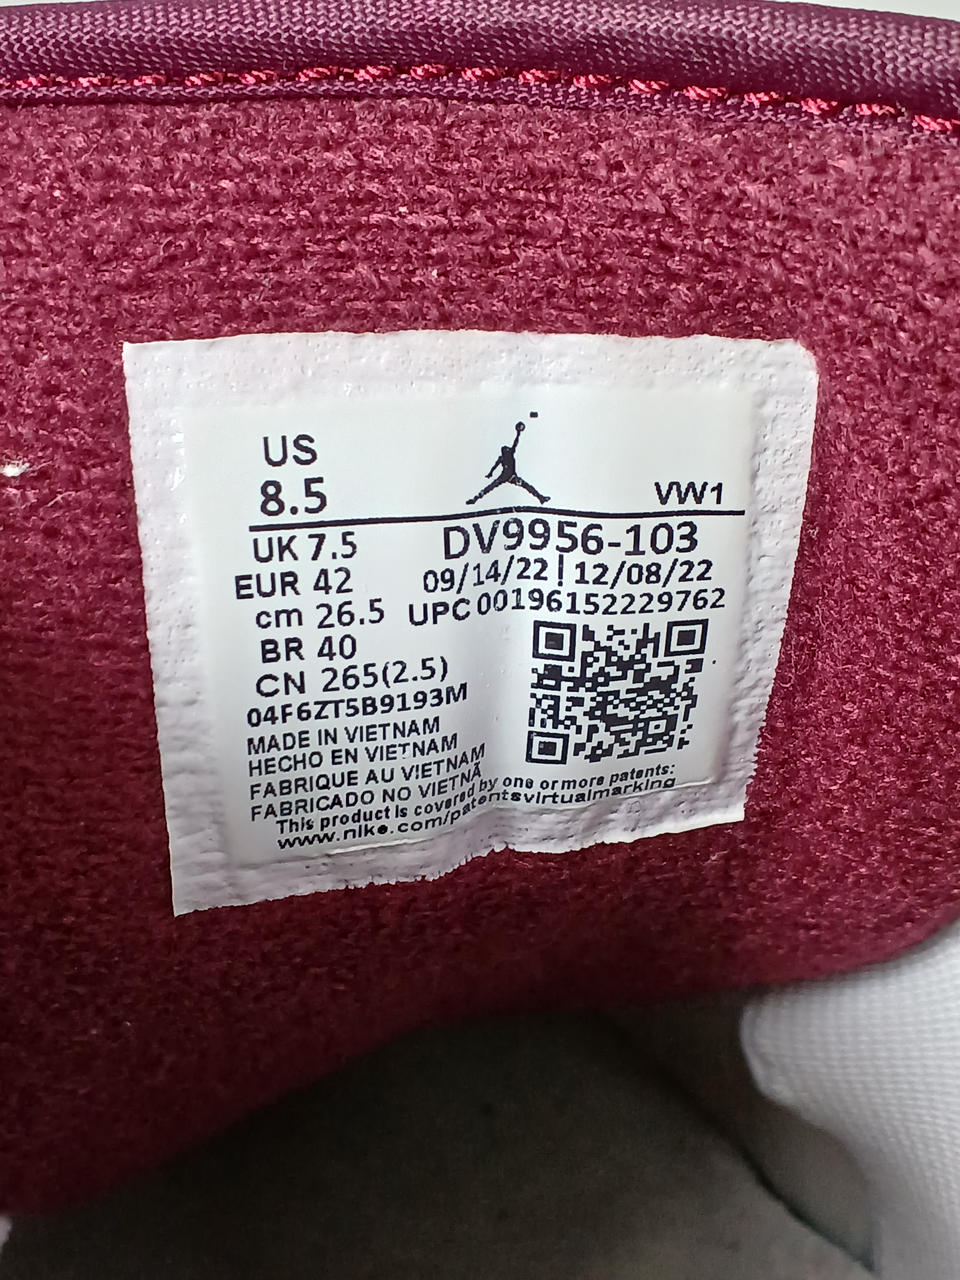 US
8.5
VW1
UK 7.5
DV9956-103
EUR 42
09/14/22 | 12/08/22
cm 26.5
UPC 00196152229762
BR 40
CN 265(2.5)
04F6ZT5B9193M
MADE IN VIETNAM
HECHO EN VIETNAM
FABRIQUE AU VIETNAM
FABRICADO NO VIETNÃ
This product is covered by one or more patents:
www.nike.com/patentsvirtualmarking